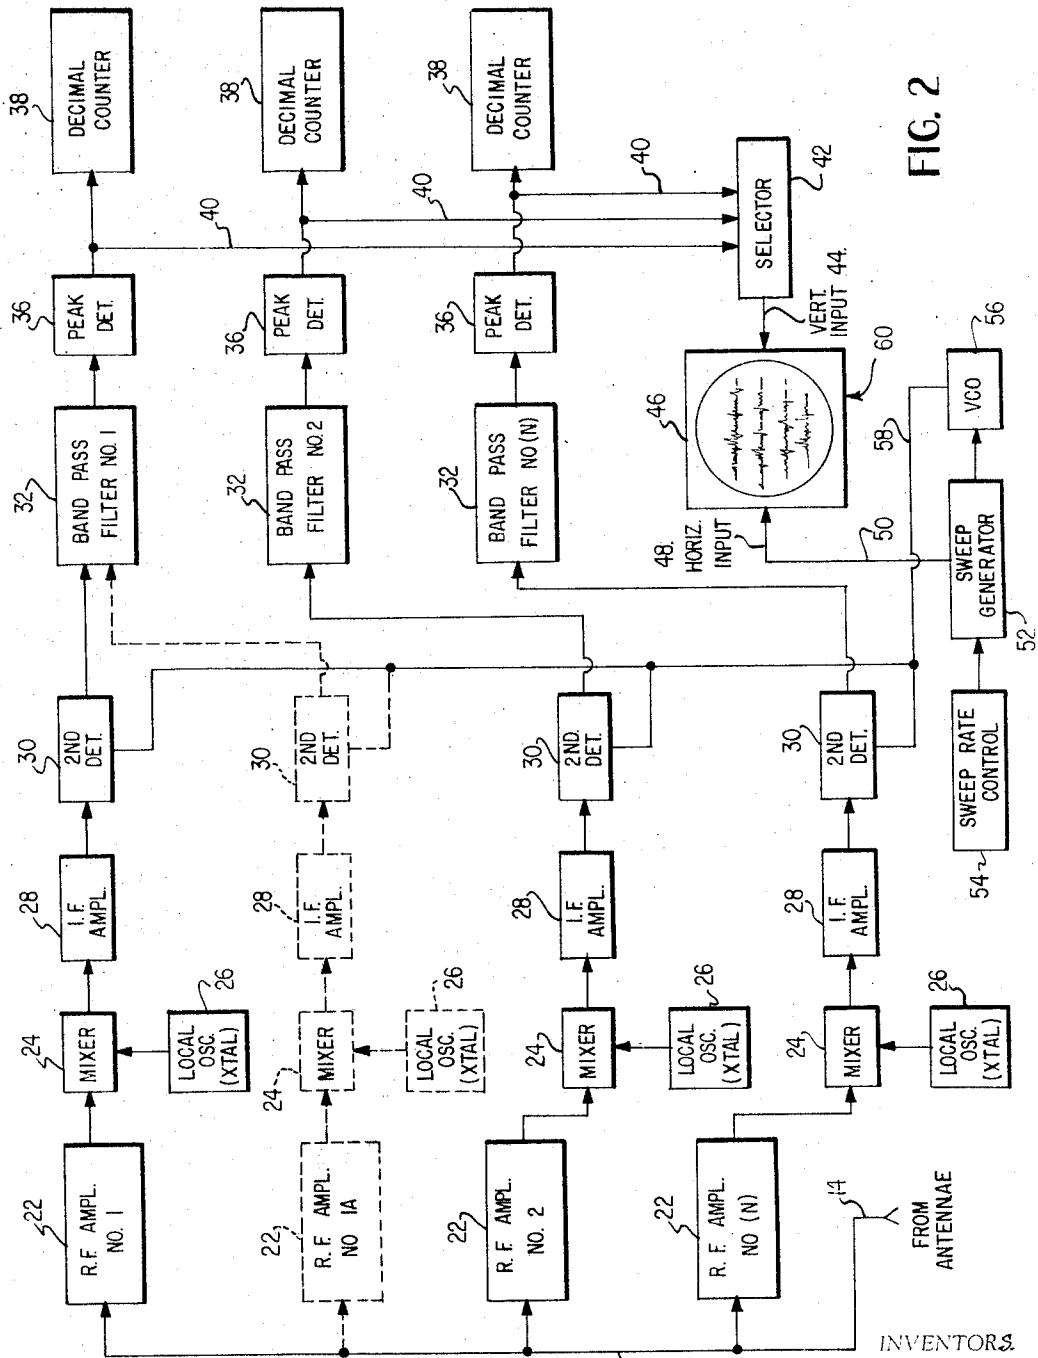 38
DECIMAL
COUNTER
38
DECIMAL
COUNTER
38
DECIMAL
COUNTER
40
40
40
36
PEAK
DET.
36
PEAK
DET.
36
PEAK
DET.
SELECTOR
42
VERT.
INPUT 44.
FIG. 2
32
BAND PASS
FILTER NO. 1
32
BAND PASS
FILTER NO. 2
32
BAND PASS
FILTER NO (N)
46
60
48.
HORIZ.
INPUT
50
58
VCO
56
SWEEP
GENERATOR
52
SWEEP RATE
CONTROL
54
30
2ND
DET.
30
2ND
DET.
30
2ND.
DET.
30
2ND
DET.
28
I.F.
AMPL.
28
I.F.
AMPL.
28
I.F.
AMPL.
28
I.F.
AMPL.
24
MIXER
26
LOCAL
OSC.
(XTAL)
24
MIXER
26
LOCAL
OSC.
(XTAL)
24
MIXER
26
LOCAL
OSC.
(XTAL)
24
MIXER
26
LOCAL
OSC.
(XTAL)
22
R.F. AMPL.
NO. 1
22
R.F. AMPL.
NO 1A
22
R.F. AMPL
NO. 2
22
R.F. AMPL
NO (N)
14
FROM
ANTENNAE
INVENTORS.